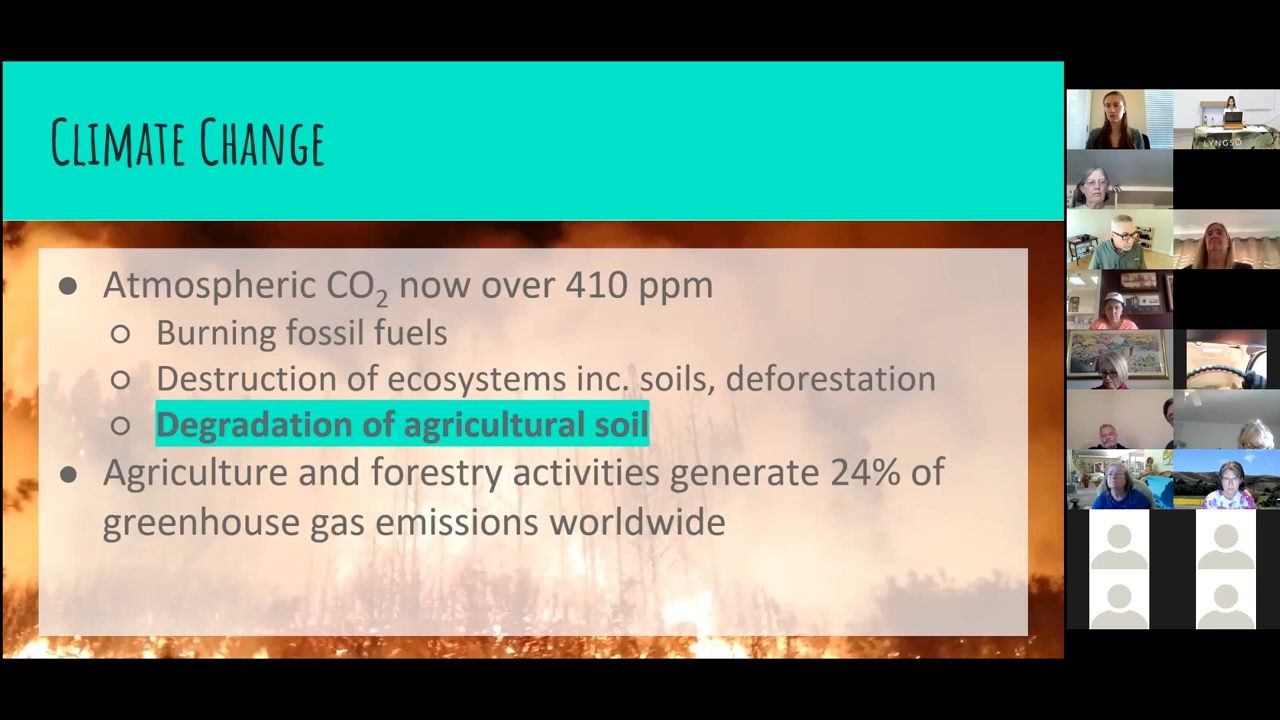 CLIMATE CHANGE
● Atmospheric CO₂ now over 410 ppm
○ Burning fossil fuels
○ Destruction of ecosystems inc. soils, deforestation
○ Degradation of agricultural soil
● Agriculture and forestry activities generate 24% of
greenhouse gas emissions worldwide
LYNGSO